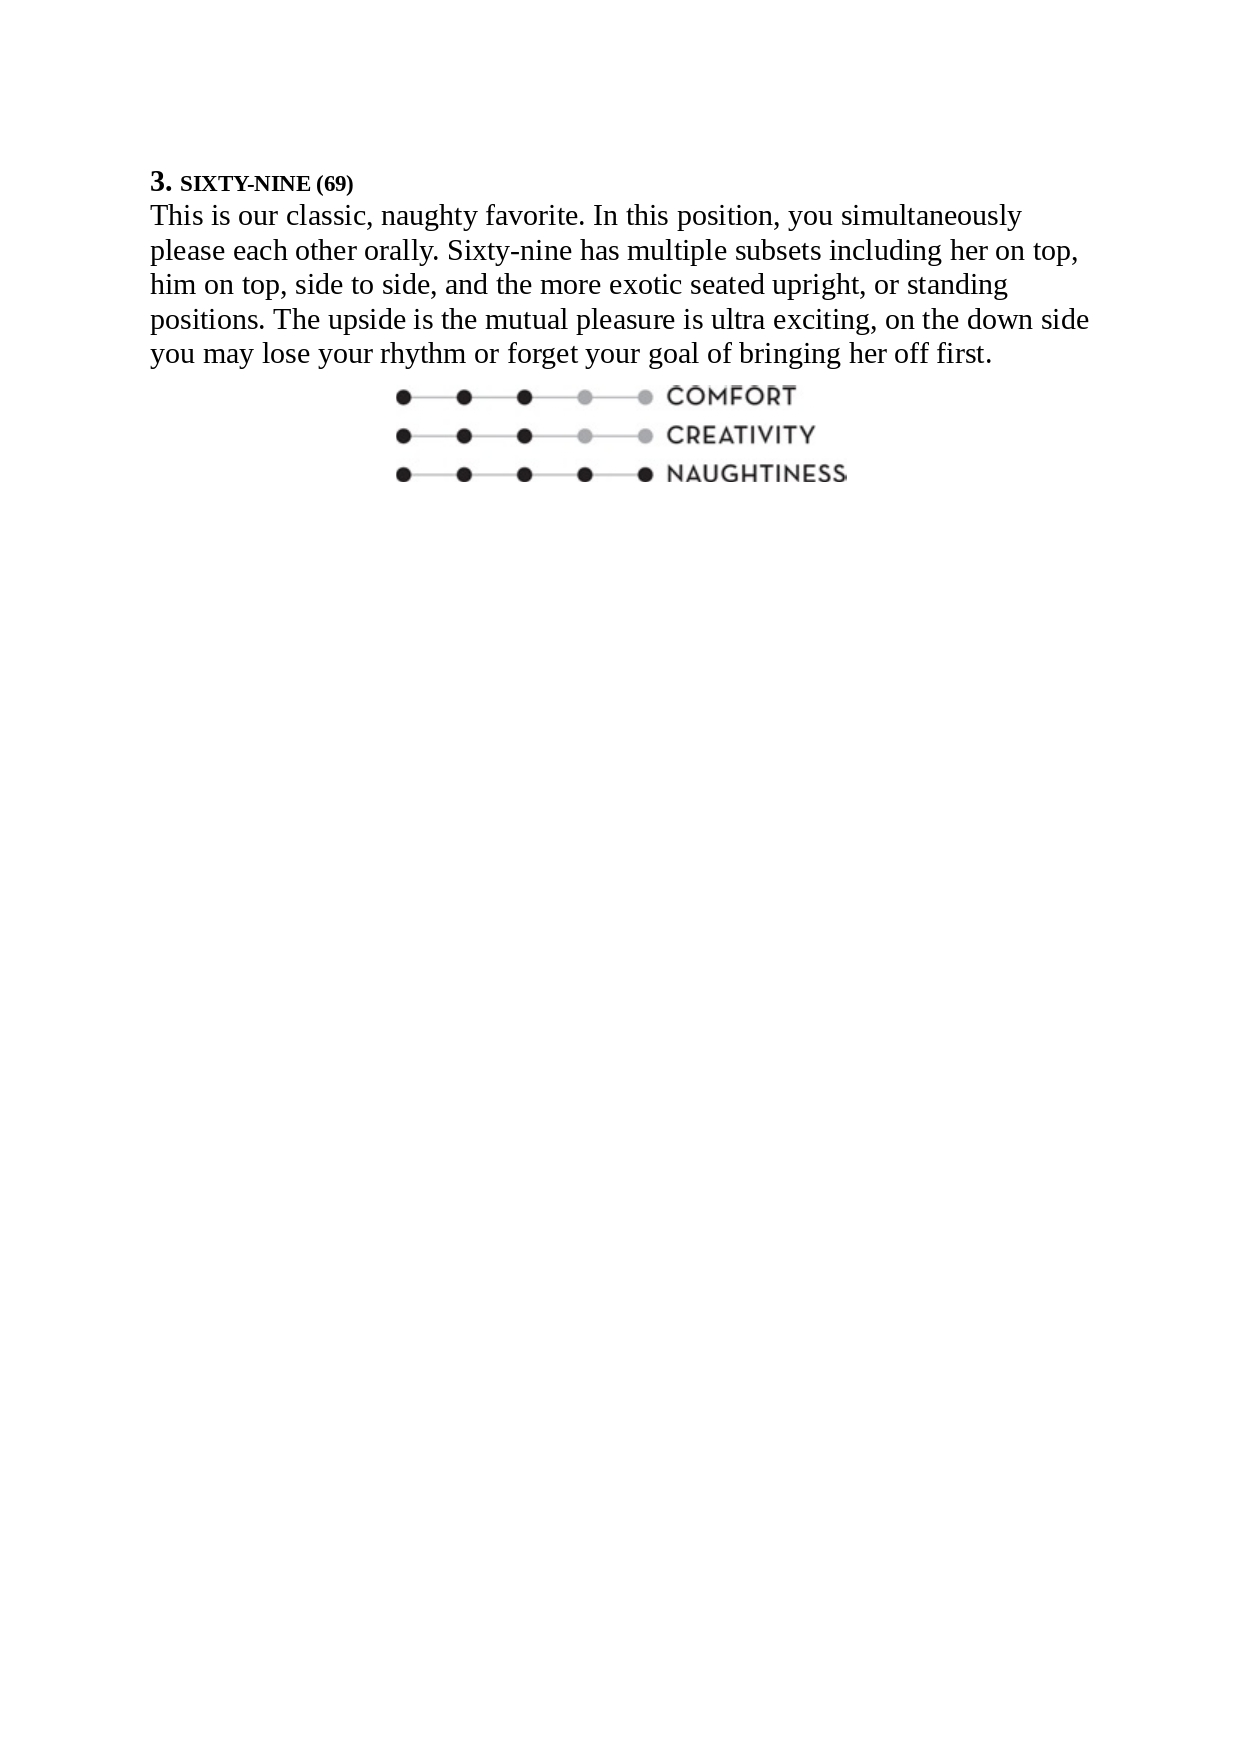 3. SIXTY-NINE (69)
This is our classic, naughty favorite. In this position, you simultaneously
please each other orally. Sixty-nine has multiple subsets including her on top,
him on top, side to side, and the more exotic seated upright, or standing
positions. The upside is the mutual pleasure is ultra exciting, on the down side
you may lose your rhythm or forget your goal of bringing her off first.
COMFORT
CREATIVITY
NAUGHTINESS